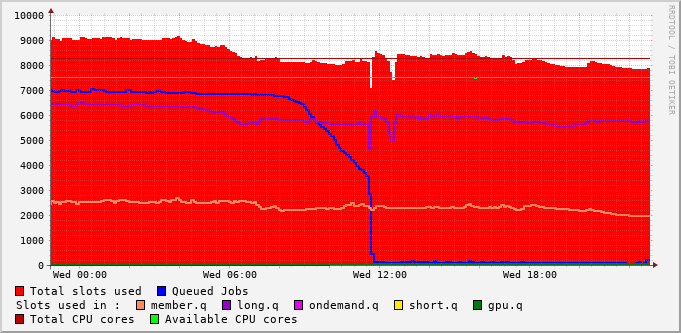 10000
9000
8000
7000
6000
5000
4000
3000
2000
1000
0
Wed 00:00 Wed 06:00 Wed 12:00 Wed 18:00
Total slots used Queued Jobs
Slots used in : member.q long.q ondemand.q short.q gpu.q
Total CPU cores Available CPU cores
RRDTOOL / TOBI OETIKER